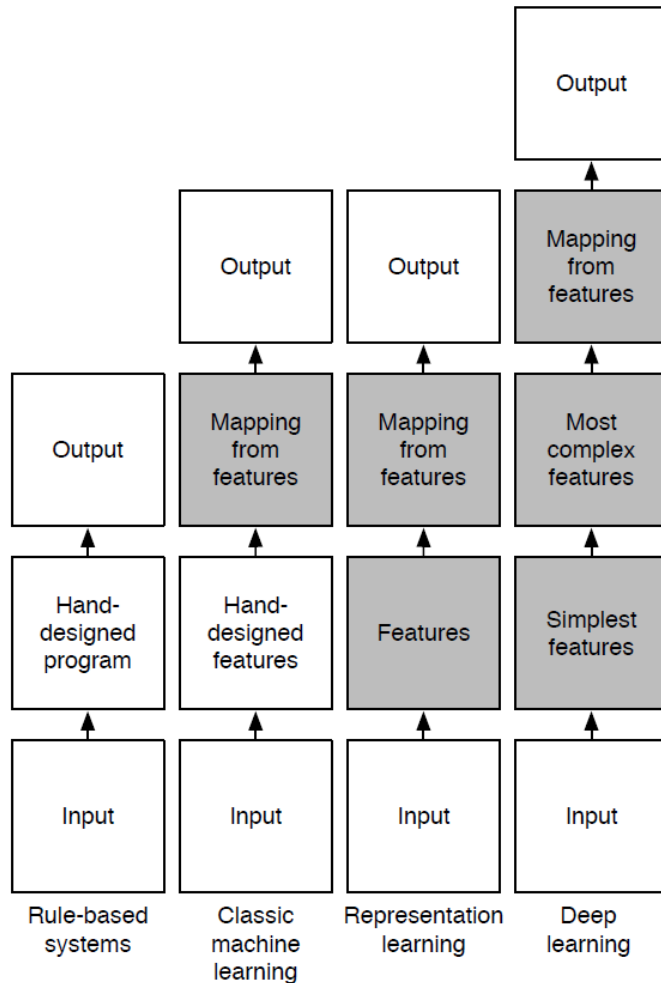 Output
Output
Output
Mapping
from
features
Output
Mapping
from
features
Mapping
from
features
Most
complex
features
Hand-
designed
program
Hand-
designed
features
Features
Simplest
features
Input
Input
Input
Input
Rule-based
systems
Classic
machine
learning
Representation
learning
Deep
learning